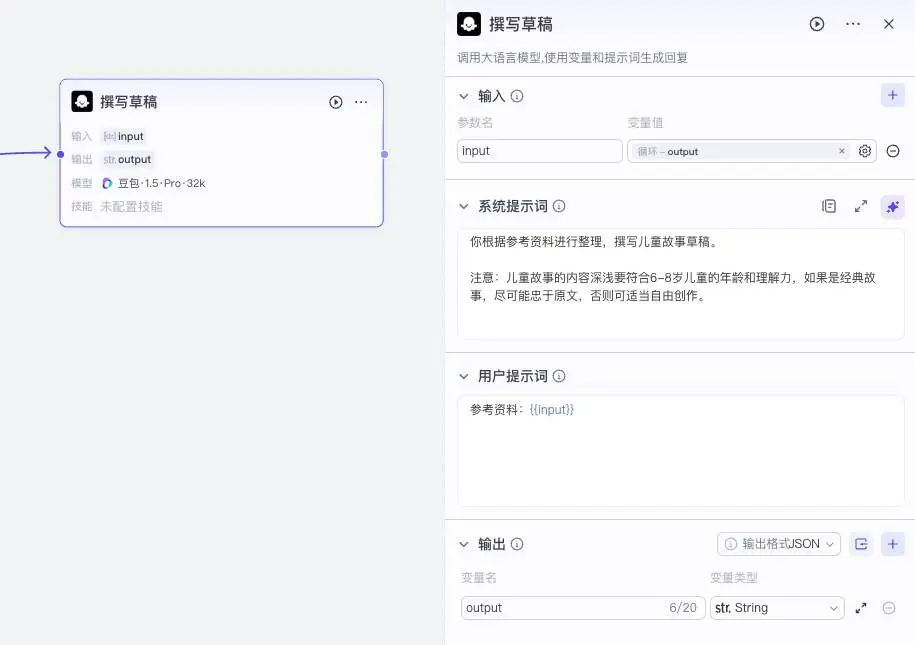 撰写草稿
输入 input
输出 str. output
模型 豆包·1.5·Pro·32k
技能 未配置技能
撰写草稿
调用大语言模型,使用变量和提示词生成回复
输入
参数名 变量值
input 循环 – output
系统提示词
你根据参考资料进行整理，撰写儿童故事草稿。
注意：儿童故事的内容深浅要符合6–8岁儿童的年龄和理解力，如果是经典故
事，尽可能忠于原文，否则可适当自由创作。
用户提示词
参考资料：{{input}}
输出 输出格式JSON
变量名 变量类型
output 6/20 str. String